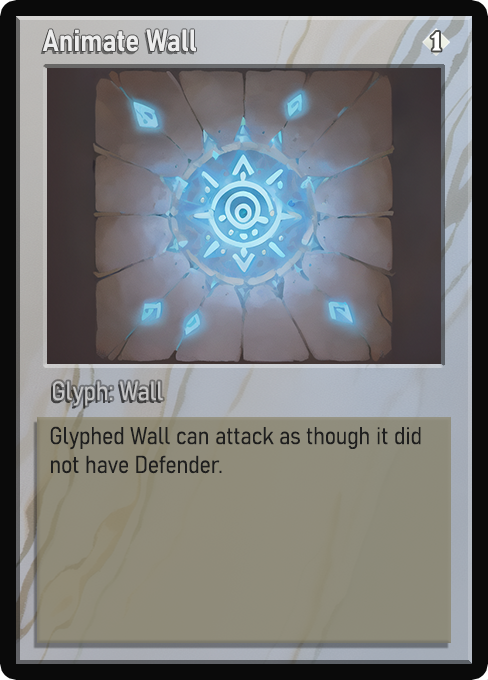 Animate Wall
1
Glyph: Wall
Glyphed Wall can attack as though it did
not have Defender.